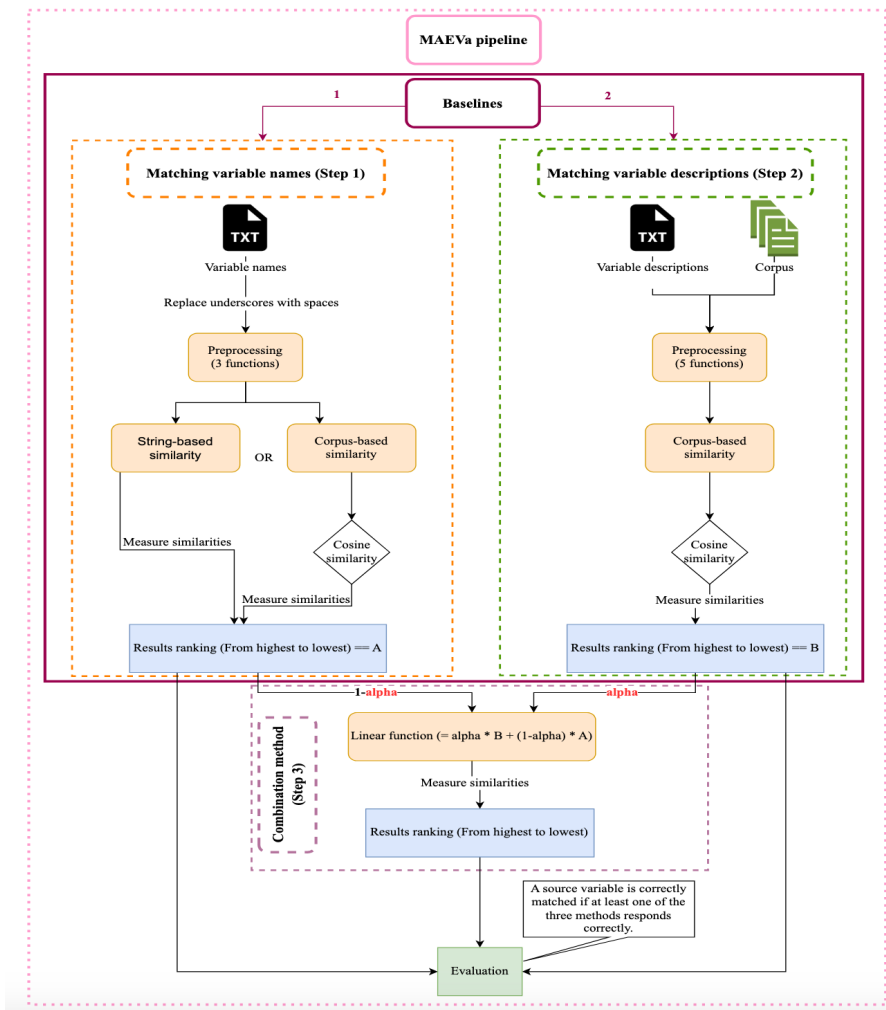 MAEVa pipeline
Baselines
1
2
Matching variable names (Step 1)
TXT
Variable names
Replace underscores with spaces
Preprocessing
(3 functions)
String-based
similarity
OR
Corpus-based
similarity
Measure similarities
Cosine
similarity
Measure similarities
Results ranking (From highest to lowest) == A
Matching variable descriptions (Step 2)
TXT
Variable descriptions
Corpus
Preprocessing
(5 functions)
Corpus-based
similarity
Cosine
similarity
Measure similarities
Results ranking (From highest to lowest) == B
1-alpha
alpha
Combination method
(Step 3)
Linear function (= alpha * B + (1-alpha) * A)
Measure similarities
Results ranking (From highest to lowest)
A source variable is correctly
matched if at least one of the
three methods responds
correctly.
Evaluation